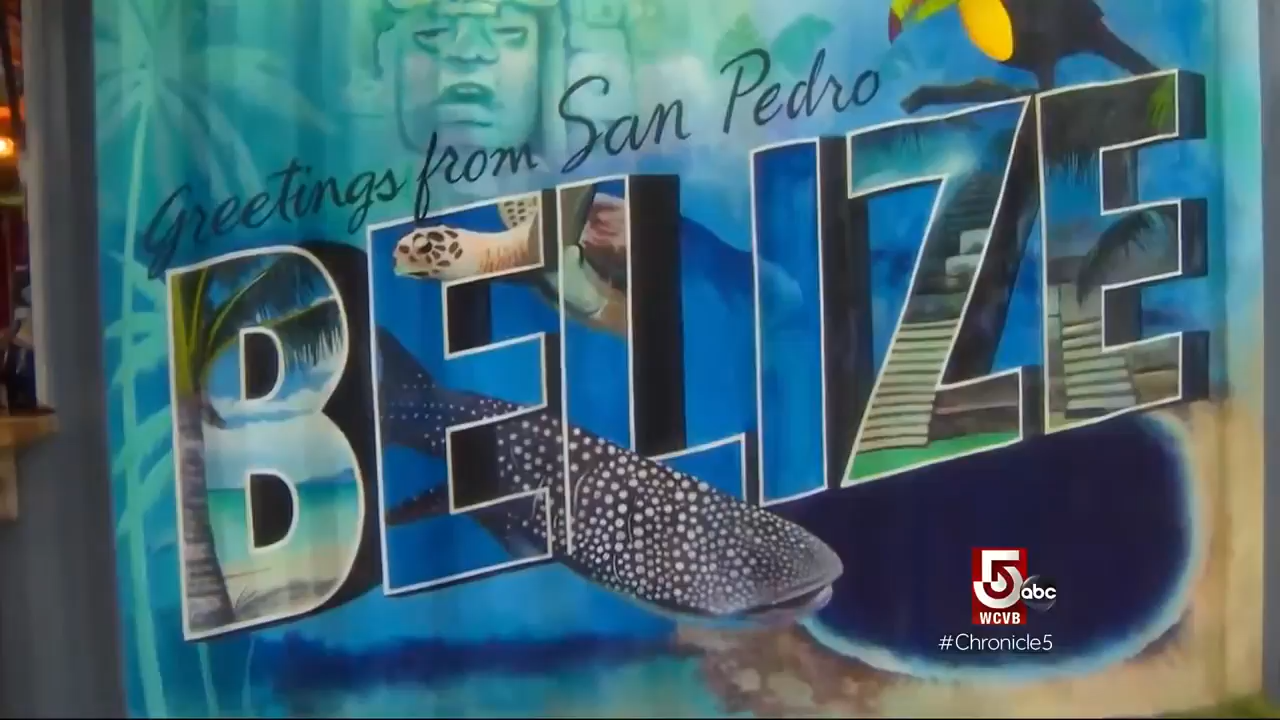 Greetings from San Pedro
BELIZE
5 abc
WCVB
#Chronicle5